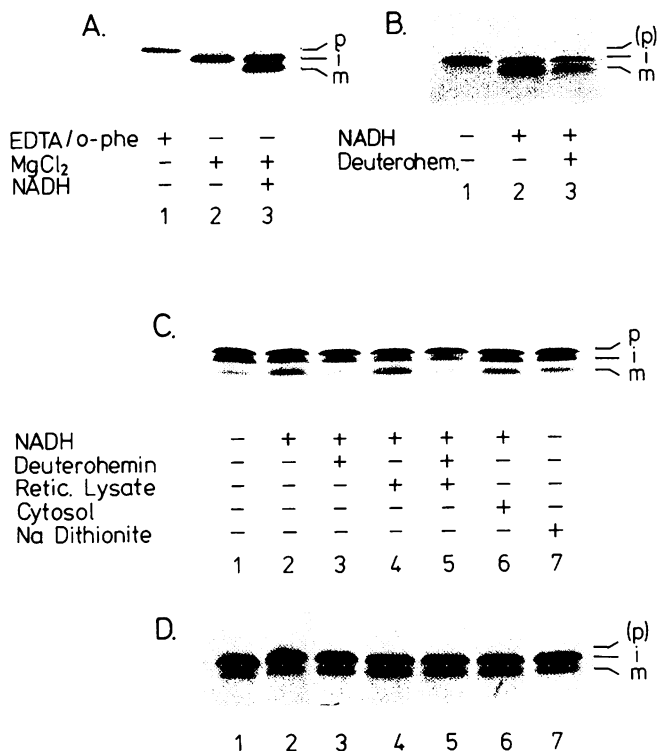 A.
p
i
m
EDTA/o-phe + − −
MgCl₂ − + +
NADH − − +
1 2 3
B.
(p)
i
m
NADH − + +
Deuterohem. − − +
1 2 3
C.
p
i
m
NADH − + + + + + −
Deuterohemin − − + − + − −
Retic. Lysate − − − + + − −
Cytosol − − − − − + −
Na Dithionite − − − − − − +
1 2 3 4 5 6 7
D.
(p)
i
m
1 2 3 4 5 6 7